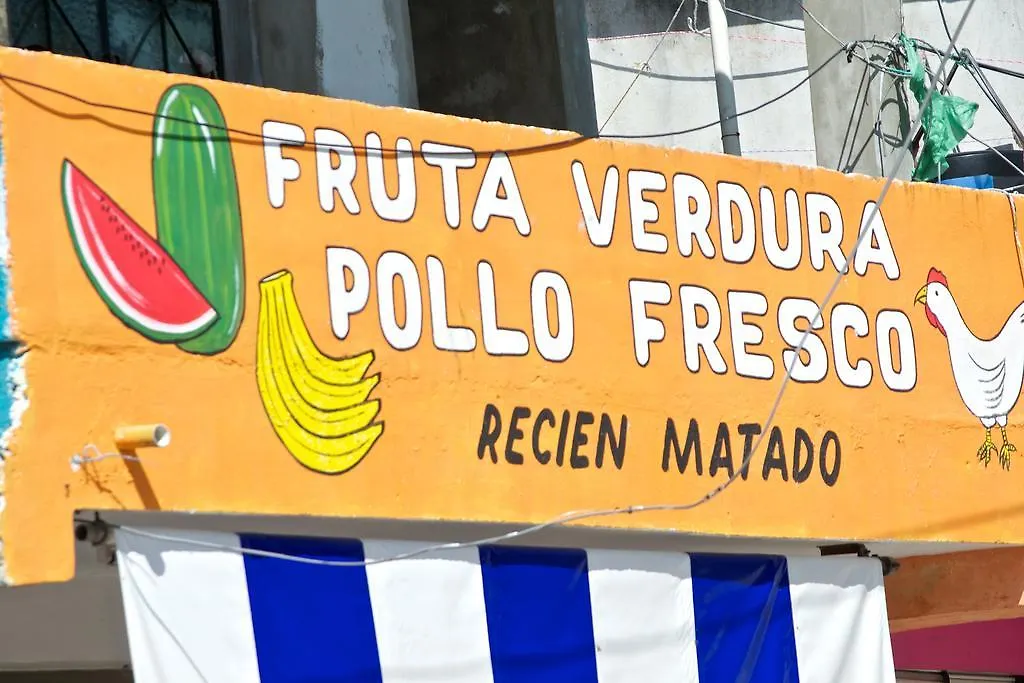 FRUTA VERDURA
POLLO FRESCO
RECIEN MATADO